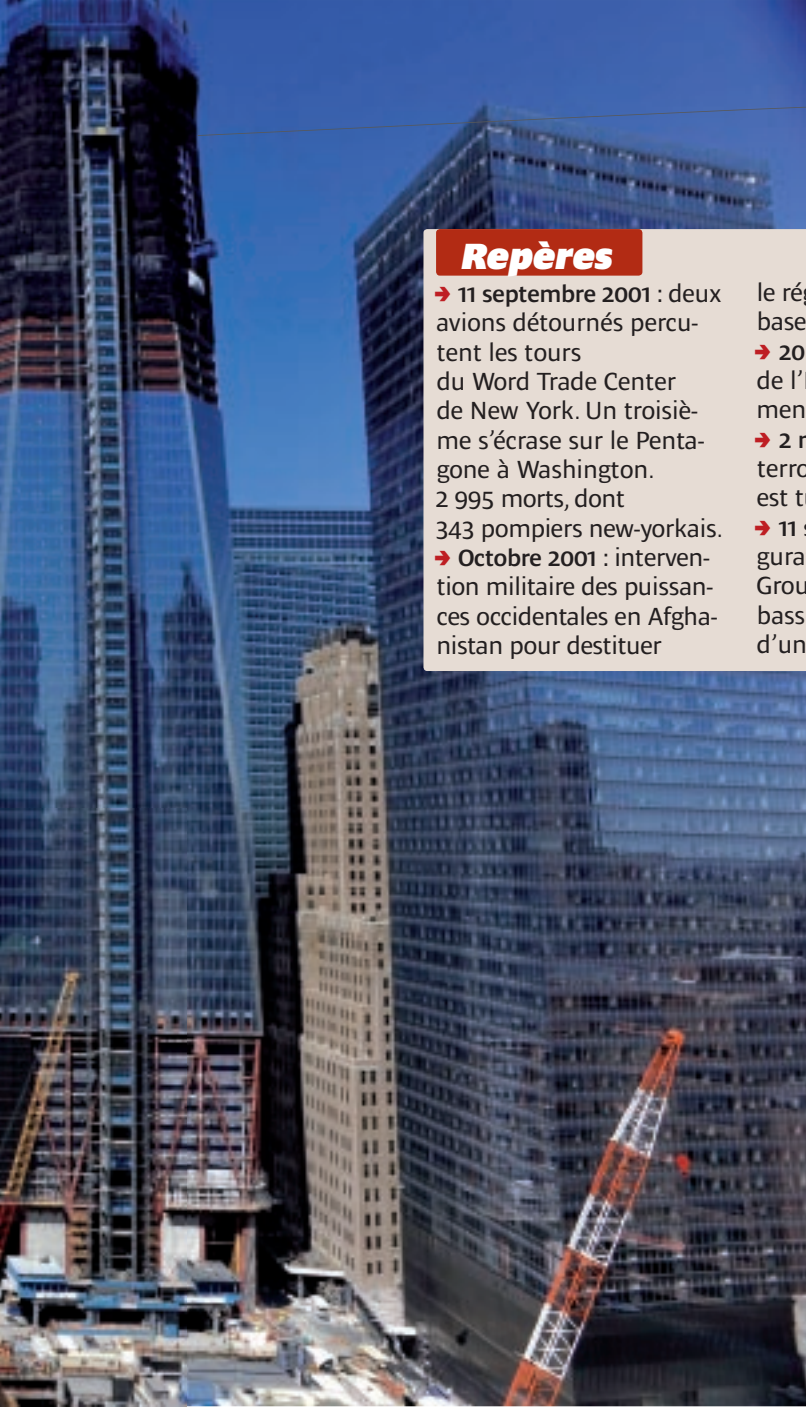 Repères
➔ 11 septembre 2001 : deux
avions détournés percu-
tent les tours
du Word Trade Center
de New York. Un troisiè-
me s’écrase sur le Penta-
gone à Washington.
2 995 morts, dont
343 pompiers new-yorkais.
➔ Octobre 2001 : interven-
tion militaire des puissan-
ces occidentales en Afgha-
nistan pour destituer
le rég
base
➔ 20
de l’
men
➔ 2
terro
est t
➔ 11
gura
Grou
bass
d’un